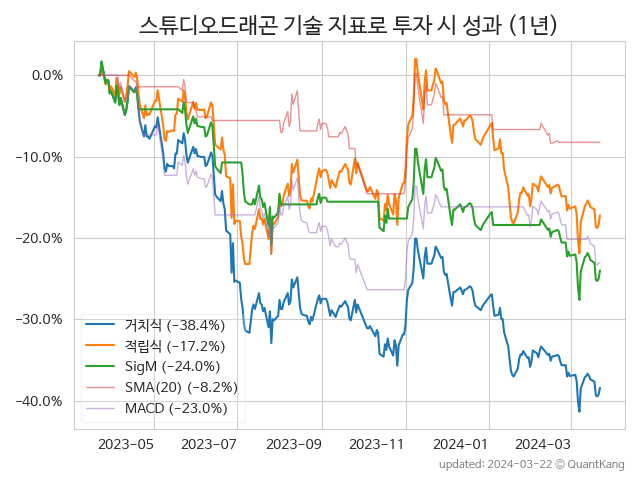 스튜디오드래곤 기술 지표로 투자 시 성과 (1년)
0.0%
−10.0%
−20.0%
−30.0%
−40.0%
거치식 (−38.4%)
적립식 (−17.2%)
SigM (−24.0%)
SMA(20) (−8.2%)
MACD (−23.0%)
2023−05 2023−07 2023−09 2023−11 2024−01 2024−03
updated: 2024−03−22 © QuantKang